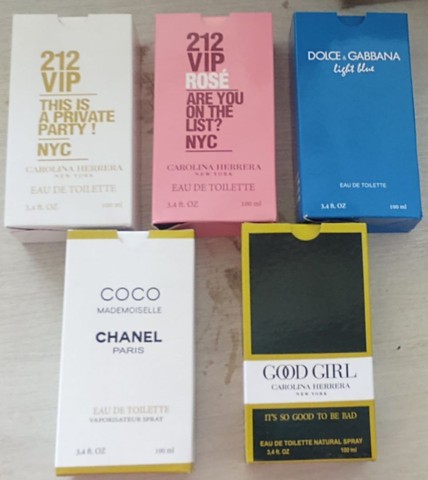 212
VIP
THIS IS
A PRIVATE
PARTY !
NYC
CAROLINA HERRERA
NEW YORK
EAU DE TOILETTE
3,4 fl. OZ 100 ml
212
VIP
ROSÉ
ARE YOU
ON THE
LIST?
NYC
CAROLINA HERRERA
NEW YORK
EAU DE TOILETTE
3,4 fl. OZ 100 ml
DOLCE & GABBANA
light blue
EAU DE TOILETTE
3,4 fl. OZ 100 ml
COCO
MADEMOISELLE
CHANEL
PARIS
EAU DE TOILETTE
VAPORISATEUR SPRAY
3,4 fl. OZ 100 ml
GOOD GIRL
CAROLINA HERRERA
NEW YORK
IT'S SO GOOD TO BE BAD
EAU DE TOILETTE NATURAL SPRAY
3,4 fl. OZ 100 ml